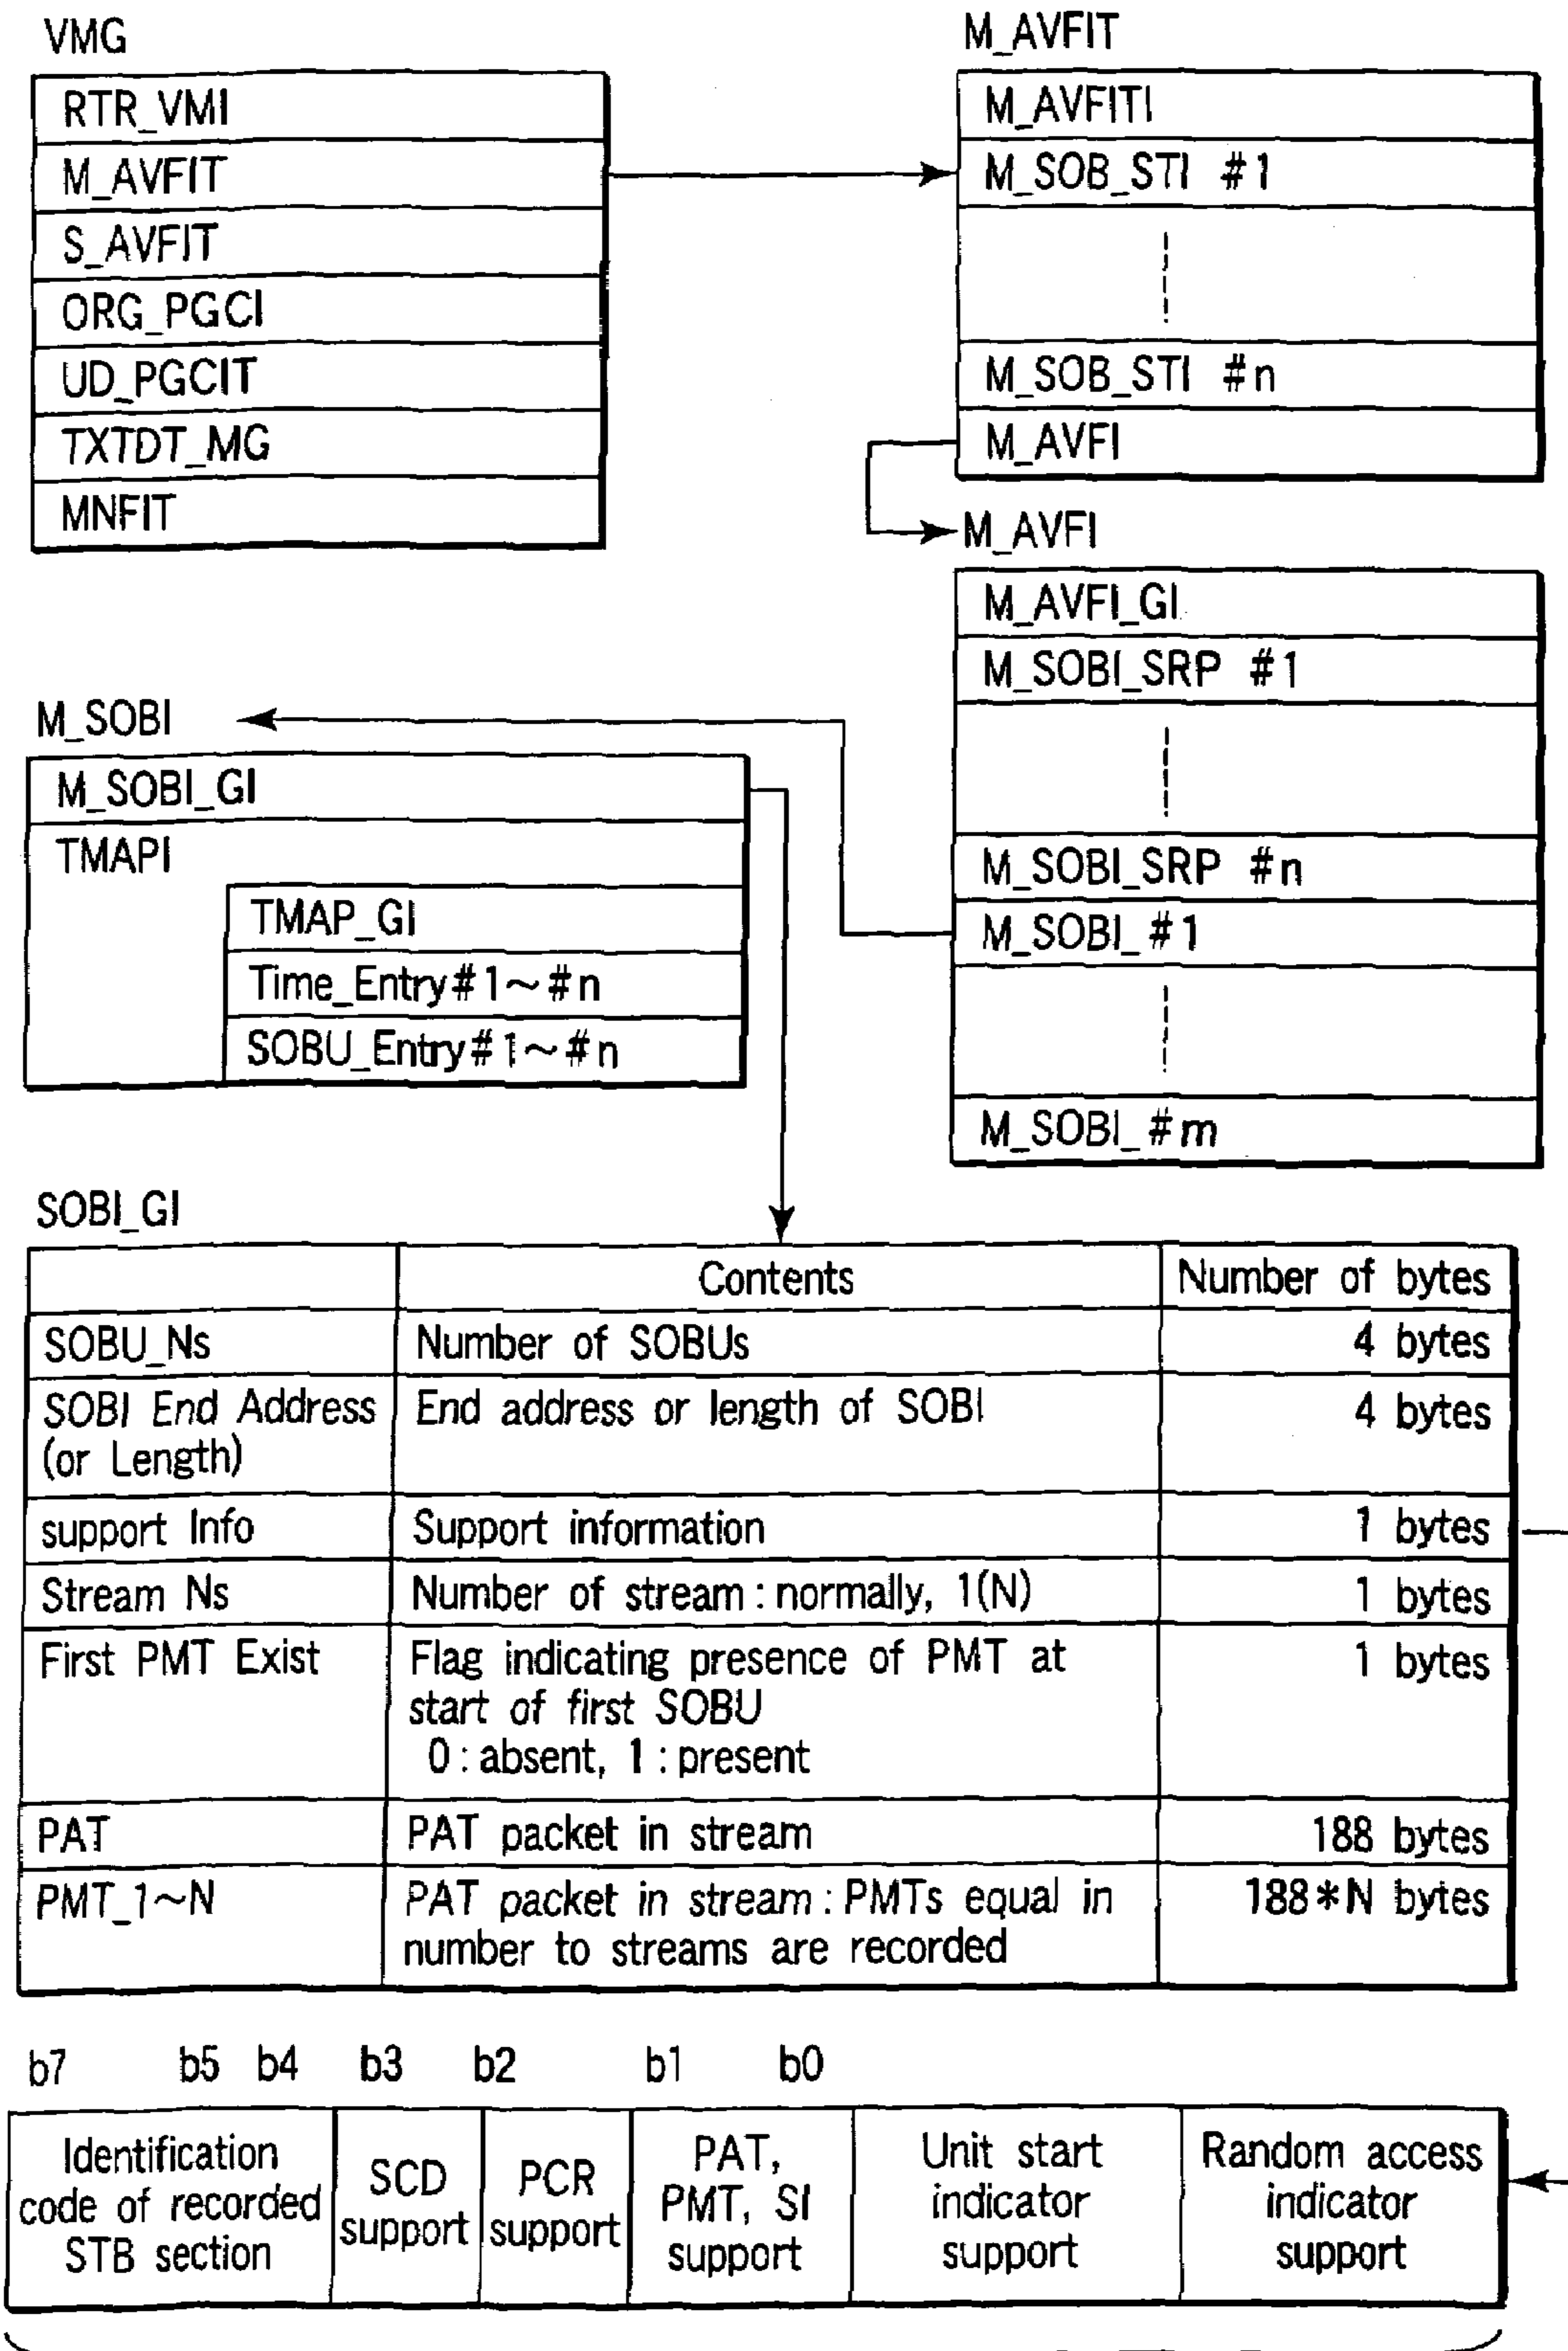 VMG
RTR_VMI
M_AVFIT
S_AVFIT
ORG_PGCI
UD_PGCIT
TXTDT_MG
MNFIT
M_AVFIT
M_AVFITI
M_SOB_STI #1
M_SOB_STI #n
M_AVFI
M_AVFI
M_AVFI_GI
M_SOBI_SRP #1
M_SOBI_SRP #n
M_SOBI_#1
M_SOBI_#m
M_SOBI
M_SOBI_GI
TMAPI
TMAP_GI
Time_Entry#1~#n
SOBU_Entry#1~#n
SOBI_GI
Contents Number of bytes
SOBU_Ns Number of SOBUs 4 bytes
SOBI End Address End address or length of SOBI 4 bytes
(or Length)
support Info Support information 1 bytes
Stream Ns Number of stream : normally, 1(N) 1 bytes
First PMT Exist Flag indicating presence of PMT at 1 bytes
start of first SOBU
0 : absent, 1 : present
PAT PAT packet in stream 188 bytes
PMT_1~N PAT packet in stream : PMTs equal in 188*N bytes
number to streams are recorded
b7 b5 b4 b3 b2 b1 b0
Identification
code of recorded
STB section
SCD
support
PCR
support
PAT,
PMT, SI
support
Unit start
indicator
support
Random access
indicator
support